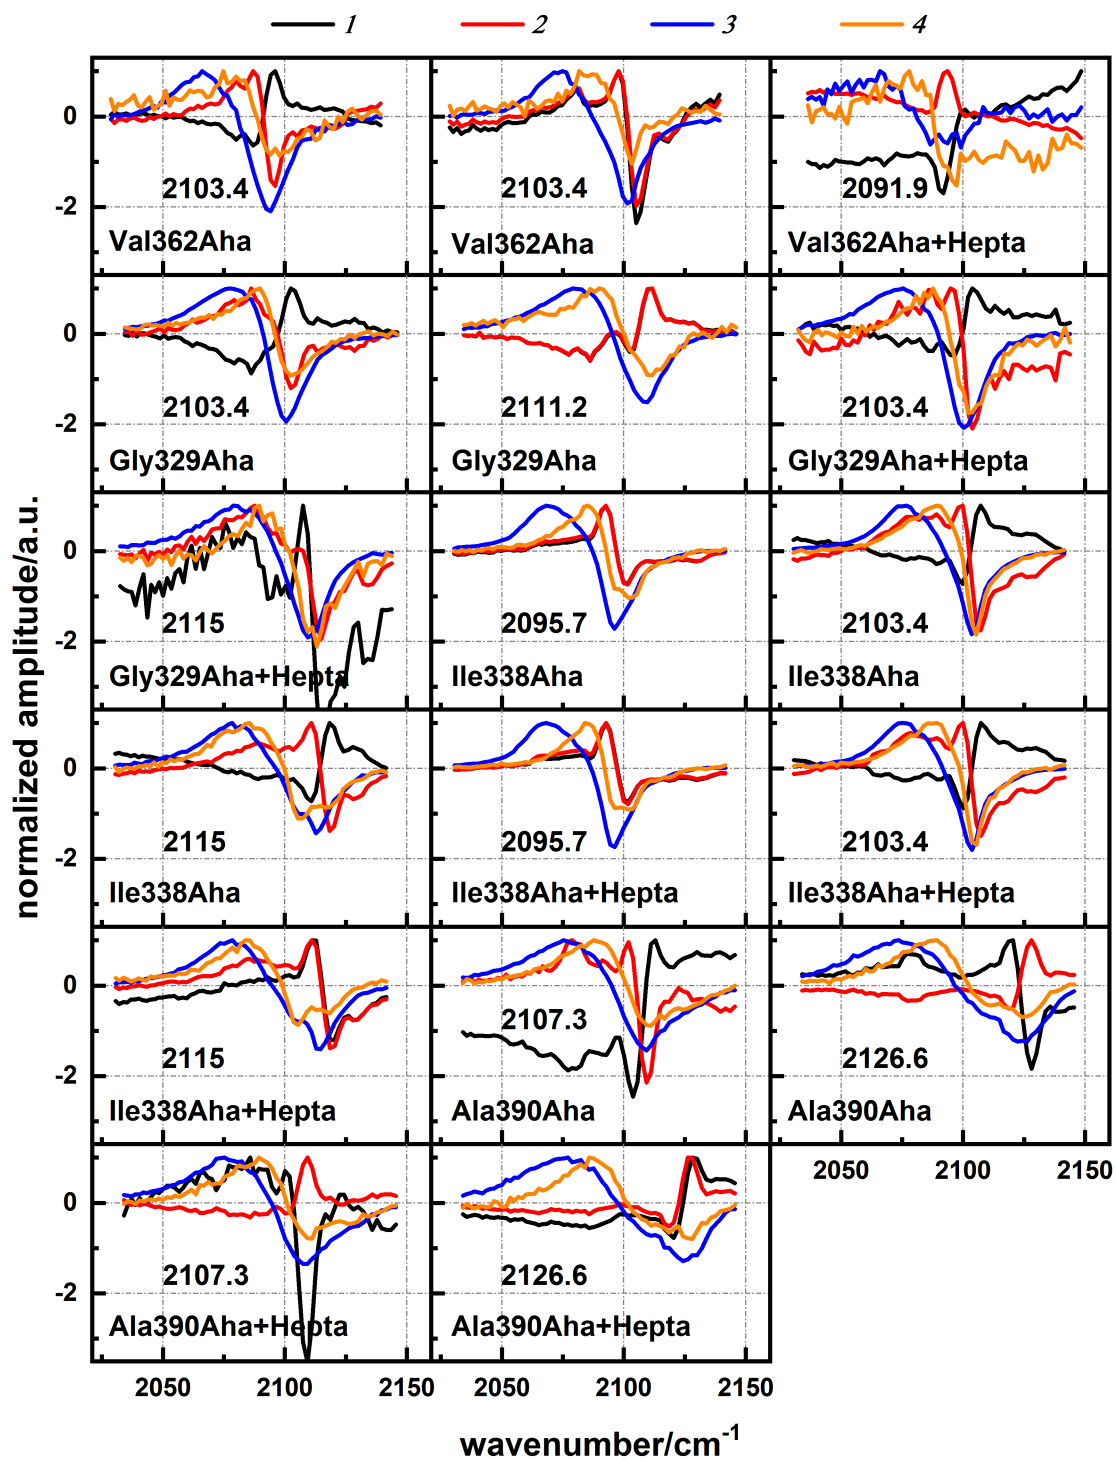 1 2 3 4
0
-2
2103.4
Val362Aha
2103.4
Val362Aha
2091.9
Val362Aha+Hepta
0
-2
2103.4
Gly329Aha
2111.2
Gly329Aha
2103.4
Gly329Aha+Hepta
0
-2
2115
Gly329Aha+Hepta
2095.7
Ile338Aha
2103.4
Ile338Aha
0
-2
2115
Ile338Aha
2095.7
Ile338Aha+Hepta
2103.4
Ile338Aha+Hepta
0
-2
2115
Ile338Aha+Hepta
2107.3
Ala390Aha
2126.6
Ala390Aha
2050 2100 2150
0
-2
2107.3
Ala390Aha+Hepta
2126.6
Ala390Aha+Hepta
2050 2100 2150
2050 2100 2150
normalized amplitude/a.u.
wavenumber/cm-1